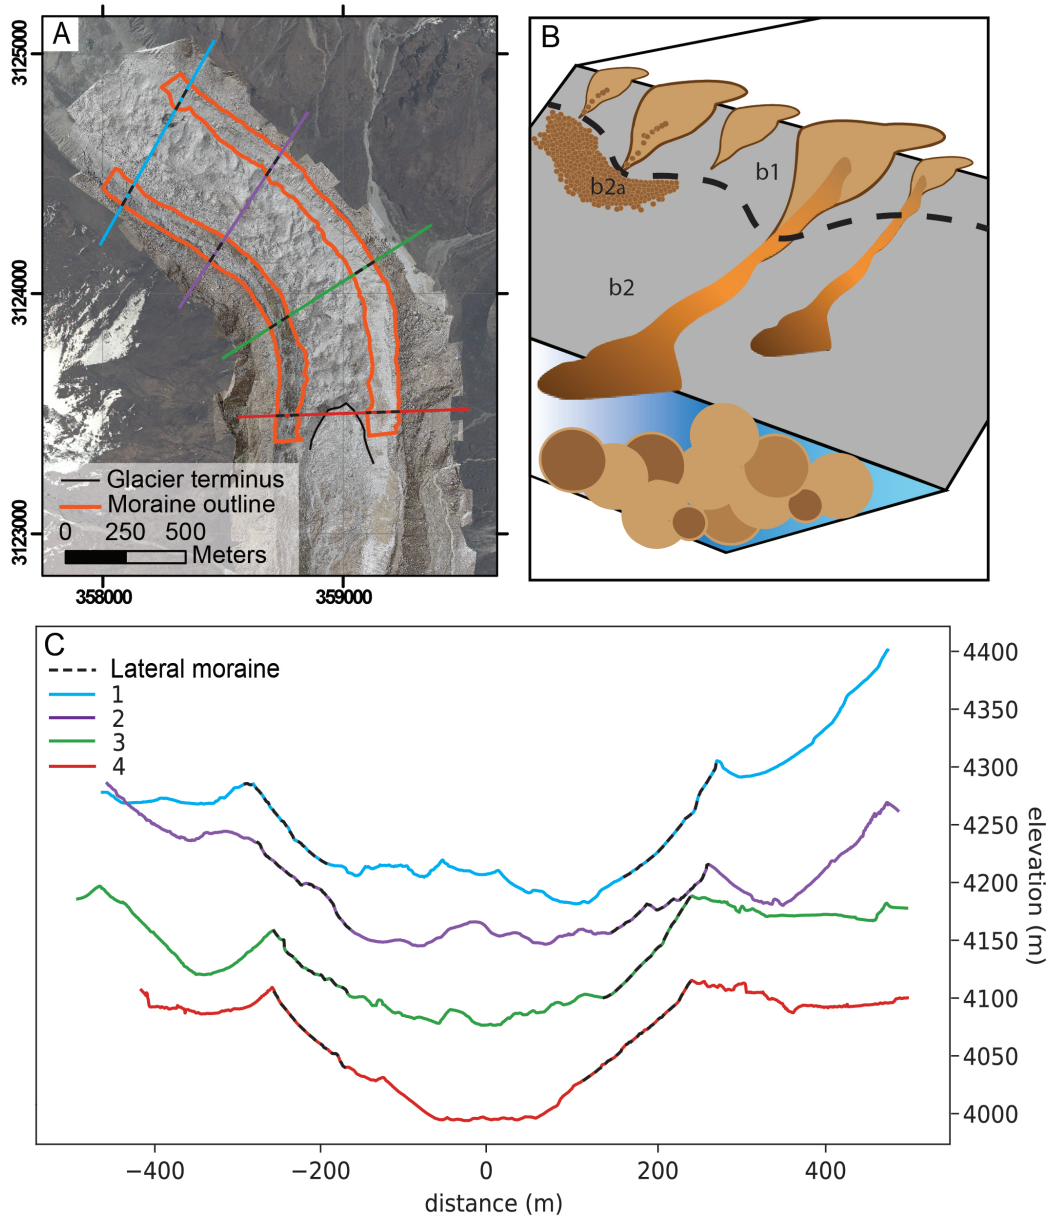 A
3125000
3124000
3123000
Glacier terminus
Moraine outline
0 250 500
Meters
358000 359000
B
b1
b2a
b2
C
Lateral moraine
1
2
3
4
4400
4350
4300
4250
4200
4150
4100
4050
4000
elevation (m)
−400 −200 0 200 400
distance (m)